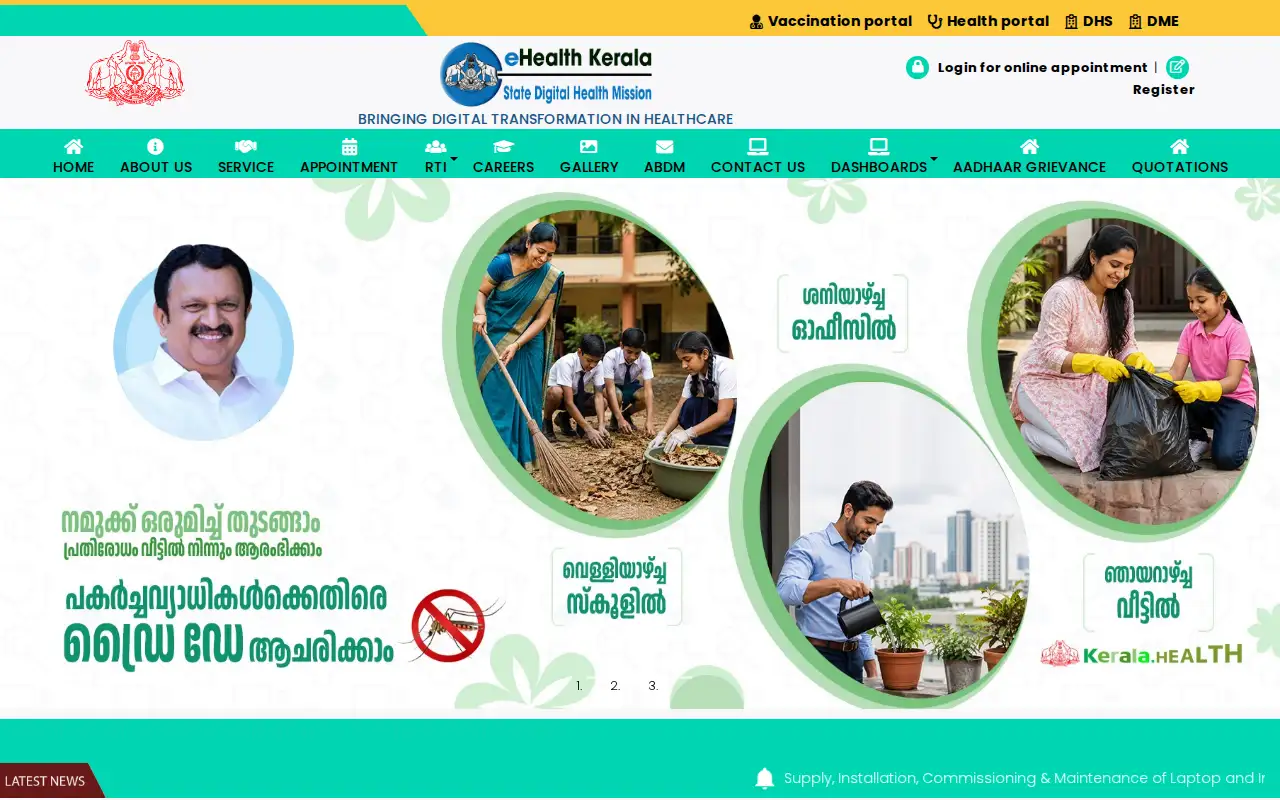 Vaccination portal Health portal DHS DME
eHealth Kerala
State Digital Health Mission
BRINGING DIGITAL TRANSFORMATION IN HEALTHCARE
Login for online appointment |
Register
HOME ABOUT US SERVICE APPOINTMENT RTI CAREERS GALLERY ABDM CONTACT US DASHBOARDS AADHAAR GRIEVANCE QUOTATIONS
ശനിയാഴ്ച്ച
ഓഫീസിൽ
നമുക്ക് ഒരുമിച്ച് തുടങ്ങാം
പ്രതിരോധം വീട്ടിൽ നിന്നും ആരംഭിക്കാം
പകർച്ചവ്യാധികൾക്കെതിരെ
ഡ്രൈ ഡേ ആചരിക്കാം
വെള്ളിയാഴ്ച്ച
സ്കൂളിൽ
ഞായറാഴ്ച്ച
വീട്ടിൽ
Kerala.HEALTH
1. 2. 3.
LATEST NEWS
Supply, Installation, Commissioning & Maintenance of Laptop and